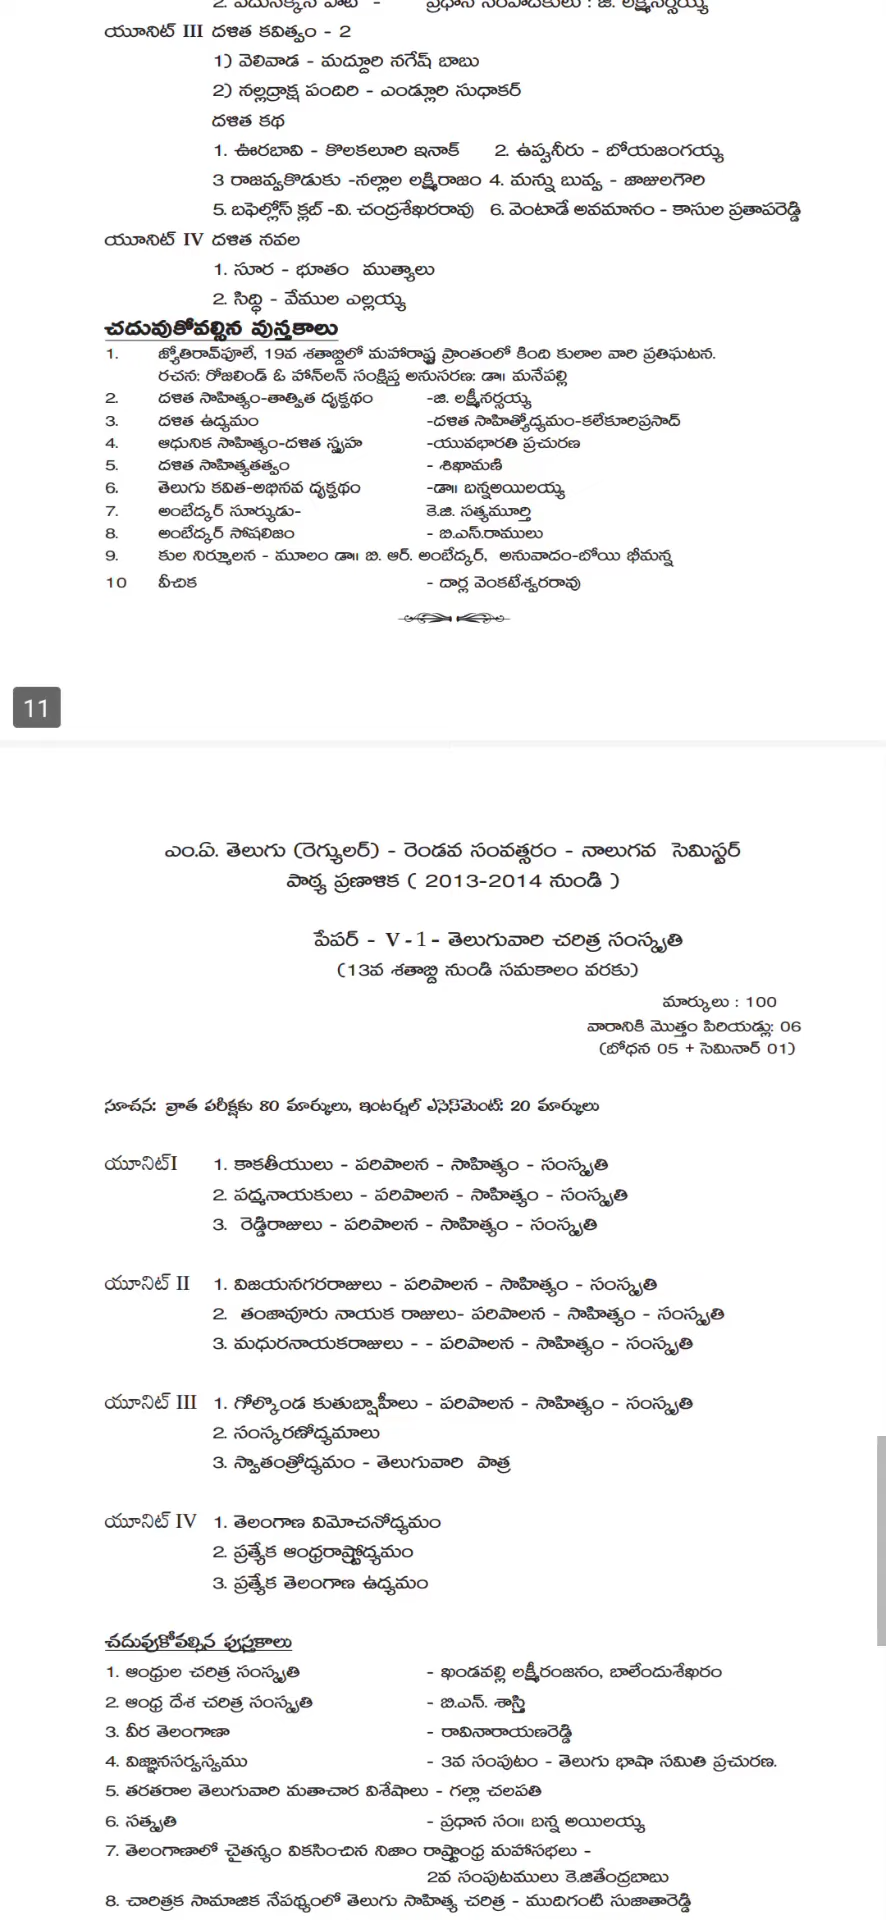 2. పదునెక్కిన పాట - ప్రధాన సంపాదకులు : జి. లక్ష్మీనర్సయ్య
యూనిట్ III దళిత కవిత్వం - 2
1) వెలివాడ - మద్దూరి నగేష్ బాబు
2) నల్లద్రాక్ష పందిరి - ఎండ్లూరి సుధాకర్
దళిత కథ
1. ఊరబావి - కొలకలూరి ఇనాక్ 2. ఉప్పనీరు - బోయజంగయ్య
3 రాజవ్వకొడుకు -నల్లాల లక్ష్మిరాజం 4. మన్ను బువ్వ - జాజులగౌరి
5. బఫెల్లోస్ క్లబ్ -వి. చంద్రశేఖరరావు 6. వెంటాడే అవమానం - కాసుల ప్రతాపరెడ్డి
యూనిట్ IV దళిత నవల
1. సూర - భూతం ముత్యాలు
2. సిద్ధి - వేముల ఎల్లయ్య
చదువుకోవల్సిన పుస్తకాలు
1. జ్యోతిరావ్‌పూలే, 19వ శతాబ్దిలో మహారాష్ట్ర ప్రాంతంలో కింది కులాల వారి ప్రతిఘటన.
రచన: రోజలిండ్ ఓ హాన్‌లన్ సంక్షిప్త అనుసరణ: డా॥ మనేపల్లి
2. దళిత సాహిత్యం-తాత్విత దృక్పథం -జి. లక్ష్మీనర్సయ్య
3. దళిత ఉద్యమం -దళిత సాహిత్యోద్యమం-కలేకూరిప్రసాద్
4. ఆధునిక సాహిత్యం-దళిత స్పృహ -యువభారతి ప్రచురణ
5. దళిత సాహిత్యతత్వం - శిఖామణి
6. తెలుగు కవిత-అభినవ దృక్పథం -డా॥ బన్నఅయిలయ్య
7. అంబేద్కర్ సూర్యుడు- కె.జి. సత్యమూర్తి
8. అంబేద్కర్ సోషలిజం - బి.ఎస్.రాములు
9. కుల నిర్మూలన - మూలం డా॥ బి. ఆర్. అంబేద్కర్, అనువాదం-బోయి భీమన్న
10 వీచిక - దార్ల వెంకటేశ్వరరావు
11
ఎం.ఏ. తెలుగు (రెగ్యులర్) - రెండవ సంవత్సరం - నాలుగవ సెమిస్టర్
పాఠ్య ప్రణాళిక ( 2013-2014 నుండి )
పేపర్ - V - 1 - తెలుగువారి చరిత్ర సంస్కృతి
(13వ శతాబ్ది నుండి సమకాలం వరకు)
మార్కులు : 100
వారానికి మొత్తం పిరియడ్లు: 06
(బోధన 05 + సెమినార్ 01)
సూచన: వ్రాత పరీక్షకు 80 మార్కులు, ఇంటర్నల్ ఎసెస్‌మెంట్: 20 మార్కులు
యూనిట్I 1. కాకతీయులు - పరిపాలన - సాహిత్యం - సంస్కృతి
2. పద్మనాయకులు - పరిపాలన - సాహిత్యం - సంస్కృతి
3. రెడ్డిరాజులు - పరిపాలన - సాహిత్యం - సంస్కృతి
యూనిట్ II 1. విజయనగరరాజులు - పరిపాలన - సాహిత్యం - సంస్కృతి
2. తంజావూరు నాయక రాజులు- పరిపాలన - సాహిత్యం - సంస్కృతి
3. మధురనాయకరాజులు - - పరిపాలన - సాహిత్యం - సంస్కృతి
యూనిట్ III 1. గోల్కొండ కుతుబ్షాహీలు - పరిపాలన - సాహిత్యం - సంస్కృతి
2. సంస్కరణోద్యమాలు
3. స్వాతంత్రోద్యమం - తెలుగువారి పాత్ర
యూనిట్ IV 1. తెలంగాణ విమోచనోద్యమం
2. ప్రత్యేక ఆంధ్రరాష్ట్రోద్యమం
3. ప్రత్యేక తెలంగాణ ఉద్యమం
చదువుకోవల్సిన పుస్తకాలు
1. ఆంధ్రుల చరిత్ర సంస్కృతి - ఖండవల్లి లక్ష్మీరంజనం, బాలేందుశేఖరం
2. ఆంధ్ర దేశ చరిత్ర సంస్కృతి - బి.ఎన్. శాస్త్రి
3. వీర తెలంగాణా - రావినారాయణరెడ్డి
4. విజ్ఞానసర్వస్వము - 3వ సంపుటం - తెలుగు భాషా సమితి ప్రచురణ.
5. తరతరాల తెలుగువారి మతాచార విశేషాలు - గల్లా చలపతి
6. సత్కృతి - ప్రధాన సం॥ బన్న అయిలయ్య
7. తెలంగాణాలో చైతన్యం వికసించిన నిజాం రాష్ట్రాంధ్ర మహాసభలు -
2వ సంపుటములు కె.జితేంద్రబాబు
8. చారిత్రక సామాజిక నేపథ్యంలో తెలుగు సాహిత్య చరిత్ర - ముదిగంటి సుజాతారెడ్డి